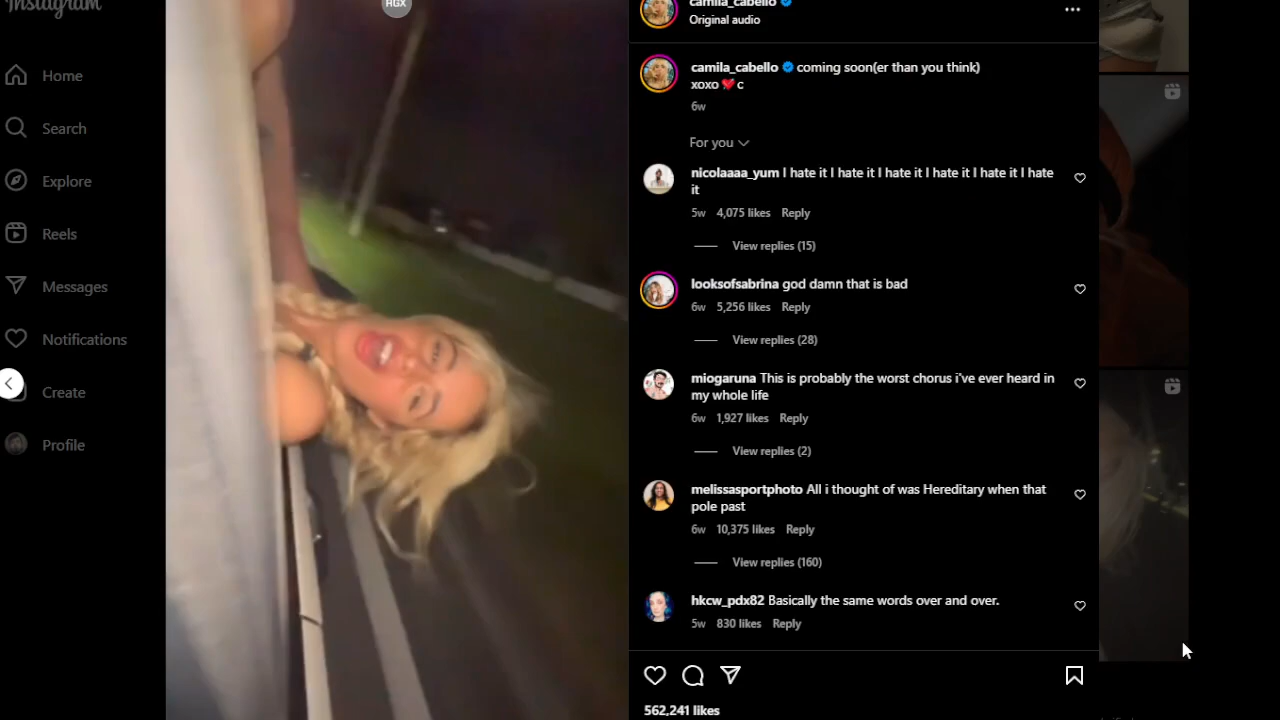 Instagram
Home
Search
Explore
Reels
Messages
Notifications
Create
Profile
AGX
camila_cabello
Original audio
camila_cabello coming soon(er than you think)
xoxo ❤️ c
6w
For you
nicolaaaa_yum I hate it I hate it I hate it I hate it I hate it I hate
it
5w 4,075 likes Reply
View replies (15)
looksofsabrina god damn that is bad
6w 5,256 likes Reply
View replies (28)
miogaruna This is probably the worst chorus i've ever heard in
my whole life
6w 1,927 likes Reply
View replies (2)
melissasportphoto All i thought of was Hereditary when that
pole past
6w 10,375 likes Reply
View replies (160)
hkcw_pdx82 Basically the same words over and over.
5w 830 likes Reply
562,241 likes